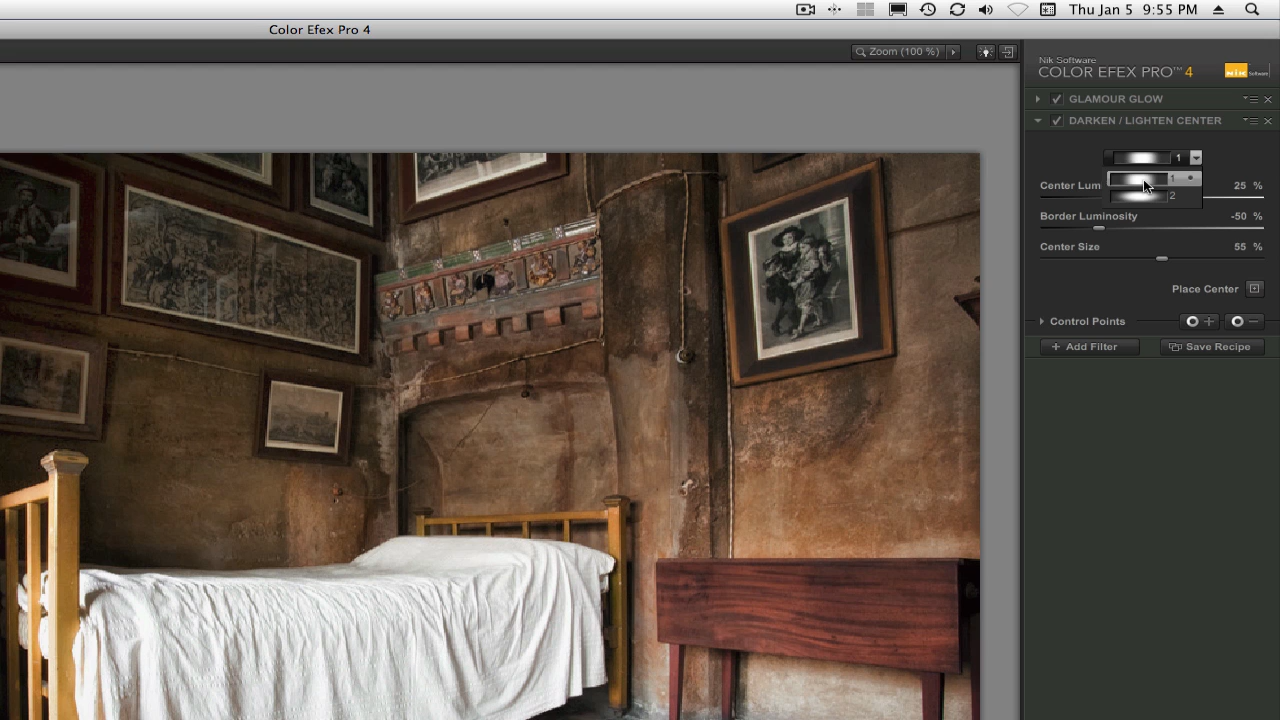 Thu Jan 5 9:55 PM
Color Efex Pro 4
Zoom (100 %)
Nik Software
COLOR EFEX PRO™ 4
Nik Software
GLAMOUR GLOW
DARKEN / LIGHTEN CENTER
1
1
2
Center Lum 25 %
Border Luminosity -50 %
Center Size 55 %
Place Center
Control Points
Add Filter
Save Recipe